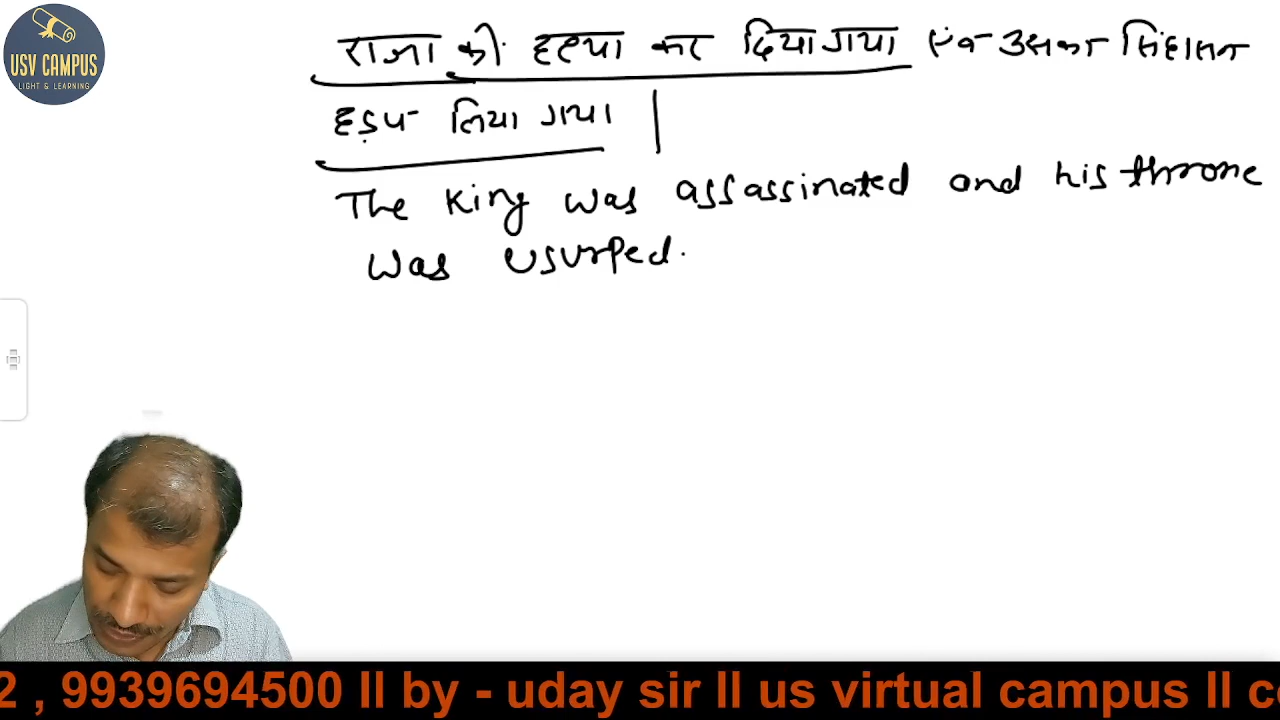 USV CAMPUS
LIGHT & LEARNING
राजा की हत्या कर दिया गया एंव उसका सिंहासन
हड़प लिया गया |
The King was assassinated and his throne
was usurped.
2 , 9939694500 ll by - uday sir ll us virtual campus ll c